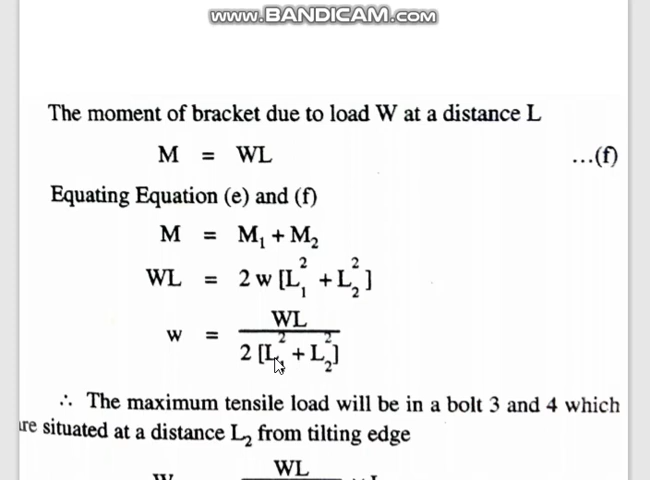 www.BANDICAM.com
The moment of bracket due to load W at a distance L
M = WL ...(f)
Equating Equation (e) and (f)
M = M₁ + M₂
WL = 2 w [L₁² + L₂²]
w = WL / 2 [L₁² + L₂²]
∴ The maximum tensile load will be in a bolt 3 and 4 which
are situated at a distance L₂ from tilting edge
WL